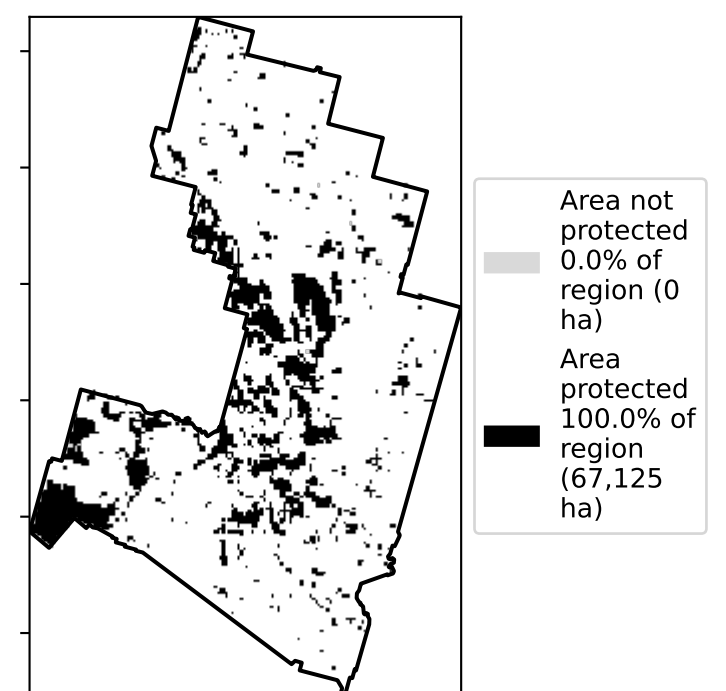 Area not
protected
0.0% of
region (0
ha)
Area
protected
100.0% of
region
(67,125
ha)